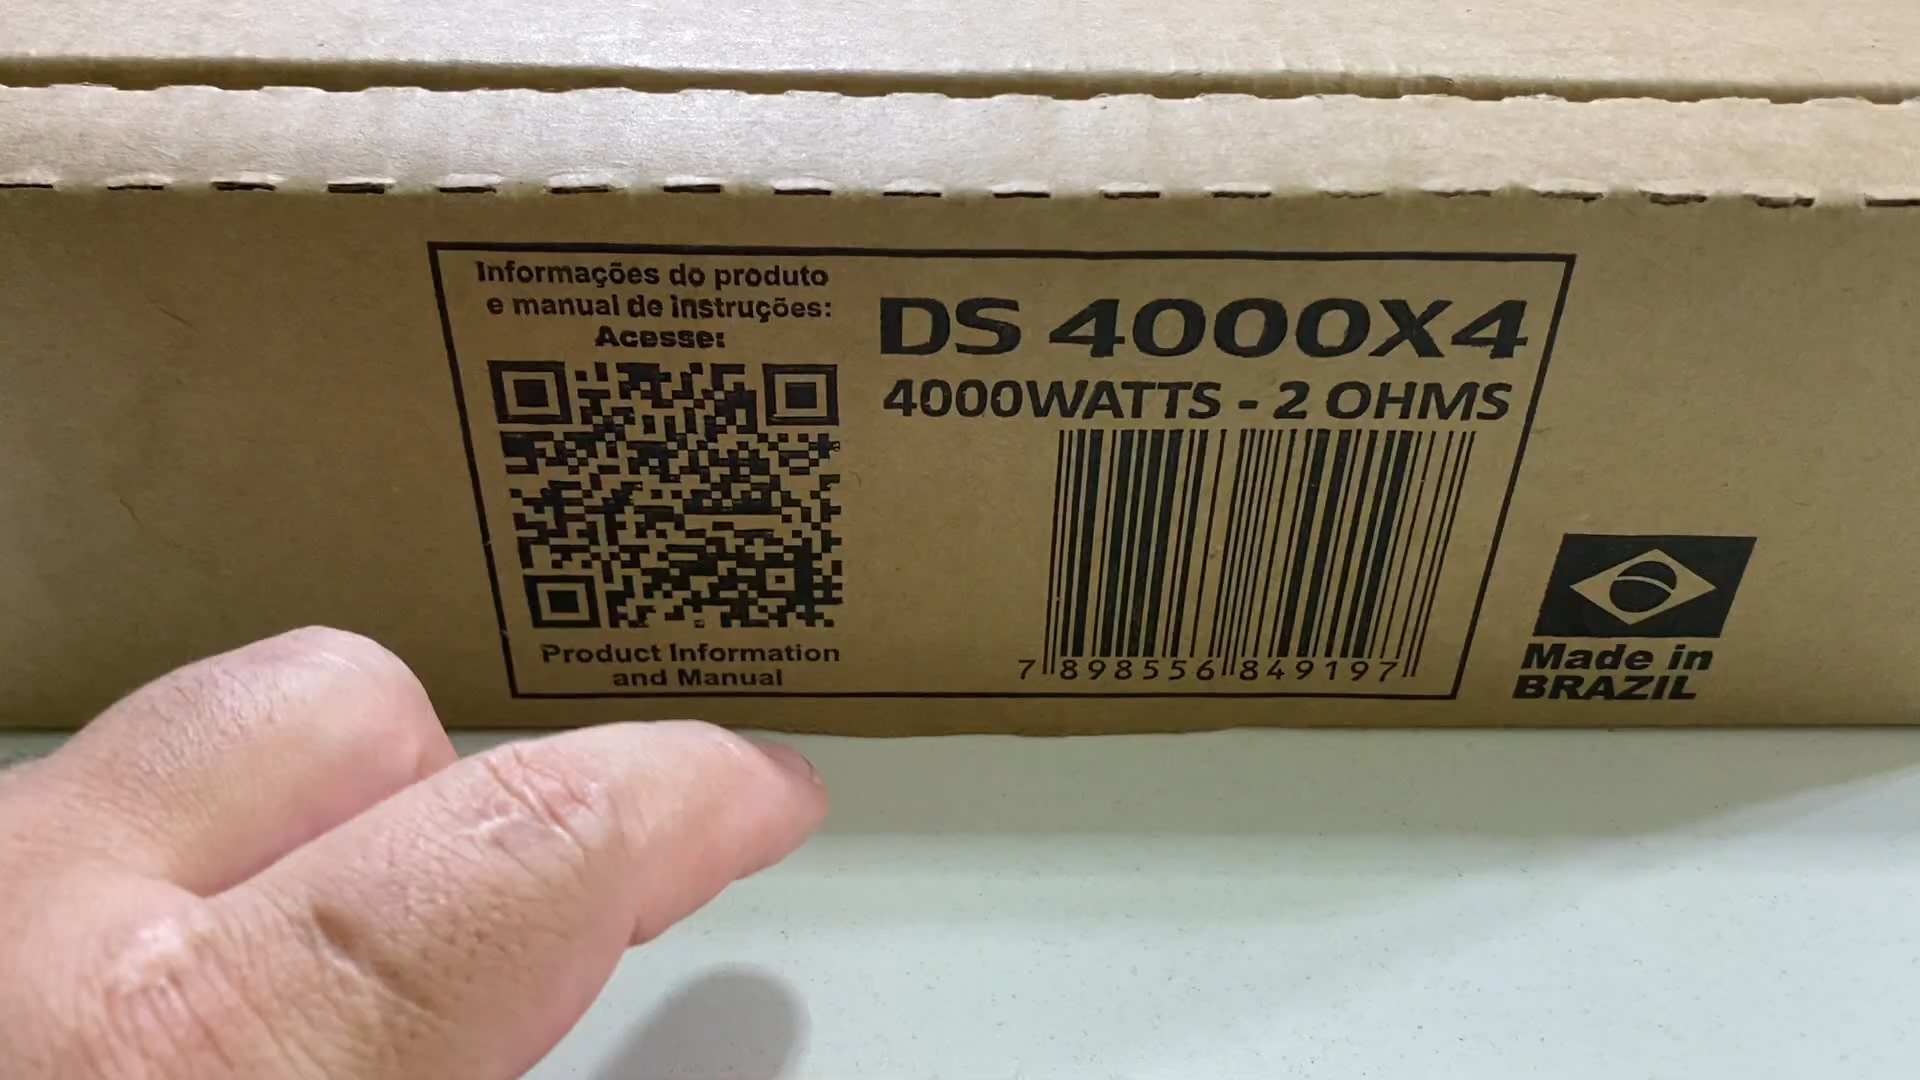 Informações do produto
e manual de instruções:
Acesse:
Product Information
and Manual
DS 4000X4
4000WATTS - 2 OHMS
7 898556 849197
Made in
BRAZIL